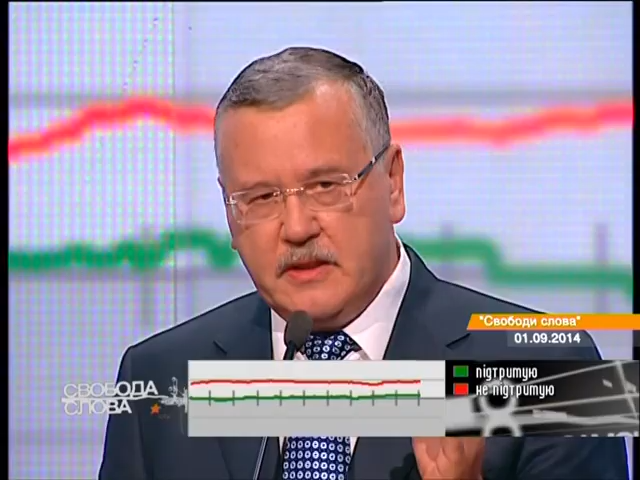 "Свободи слова"
01.09.2014
підтримую
не підтримую
СВОБОДА
СЛОВА